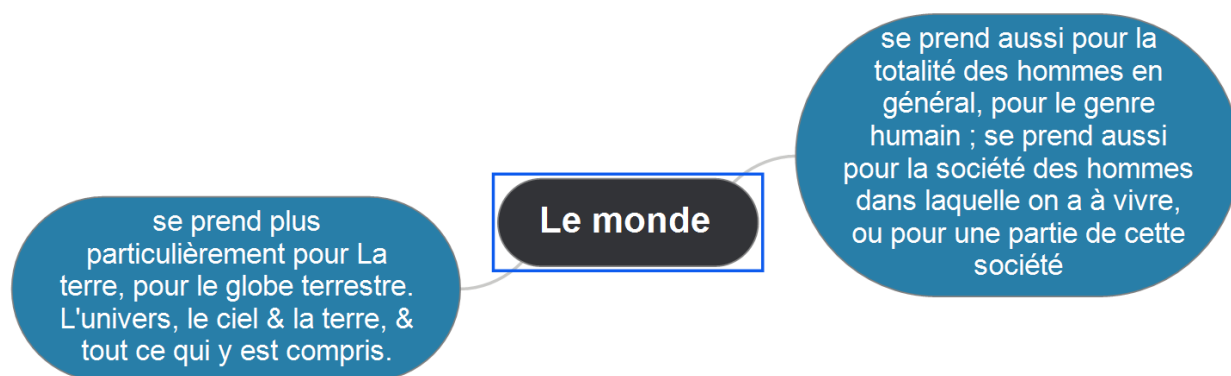 se prend aussi pour la
totalité des hommes en
général, pour le genre
humain ; se prend aussi
pour la société des hommes
dans laquelle on a à vivre,
ou pour une partie de cette
société
Le monde
se prend plus
particulièrement pour La
terre, pour le globe terrestre.
L'univers, le ciel & la terre, &
tout ce qui y est compris.